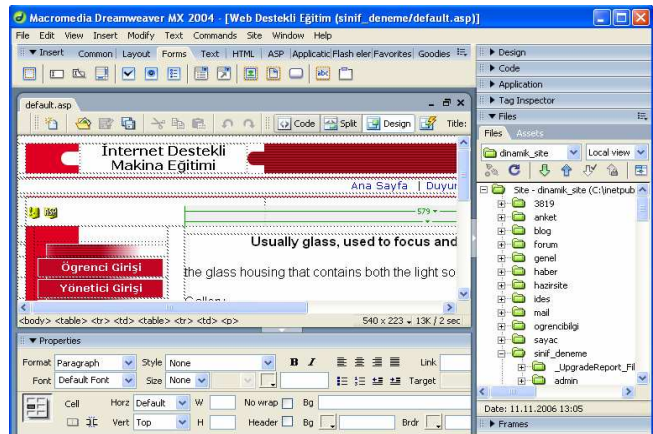 Macromedia Dreamweaver MX 2004 - [Web Destekli Eğitim (sinif_deneme/default.asp)]
File Edit View Insert Modify Text Commands Site Window Help
Insert Common Layout Forms Text HTML ASP Applicatic Flash eler Favorites Goodies
default.asp
Code Split Design Title:
İnternet Destekli
Makina Eğitimi
Ana Sayfa | Duyur
579
Usually glass, used to focus and
Ögrenci Girişi
the glass housing that contains both the light so
Yönetici Girişi
<body> <table> <tr> <td> <table> <tr> <td> <p> 540 x 223 13K / 2 sec
Properties
Format Paragraph Style None B I Link
Font Default Font Size None Target
Cell Horz Default W No wrap Bg
Vert Top H Header Bg Brdr
Design
Code
Application
Tag Inspector
Files
Files Assets
dinamik_site Local view
Site - dinamik_site (C:\inetpub
3819
anket
blog
forum
genel
haber
hazirsite
ides
mail
ogrencibilgi
sayac
sinif_deneme
_UpgradeReport_Fil
admin
Date: 11.11.2006 13:05
Frames